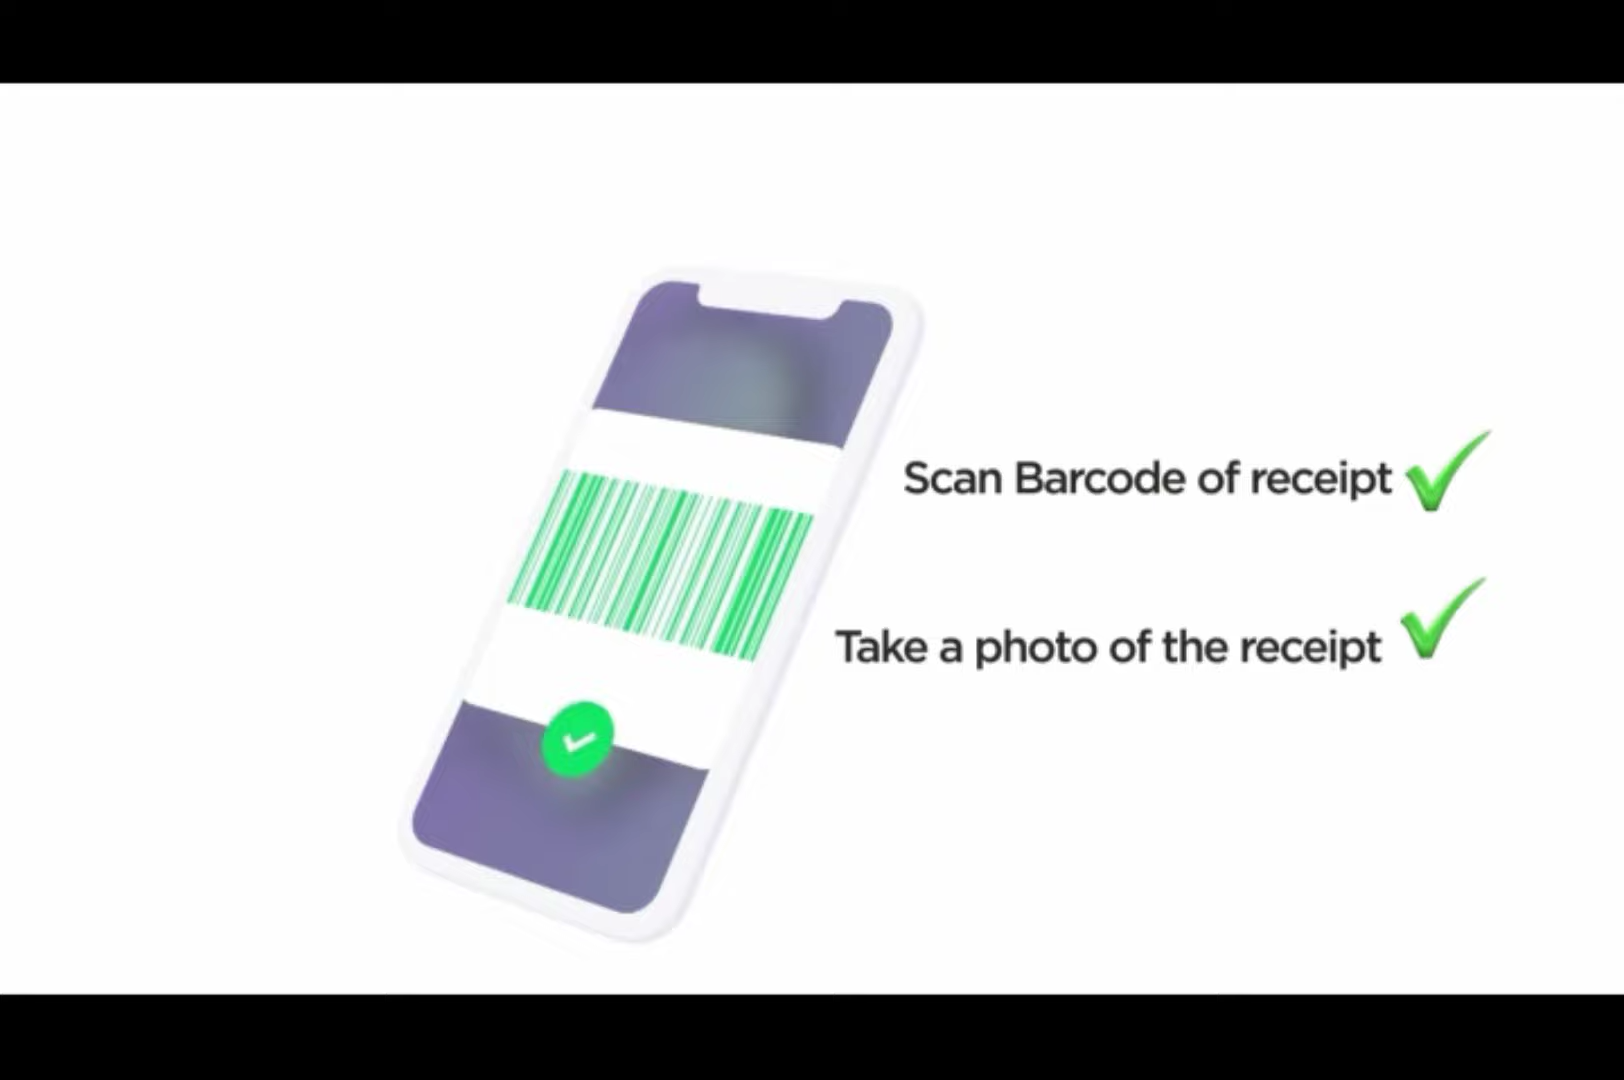 Scan Barcode of receipt
Take a photo of the receipt